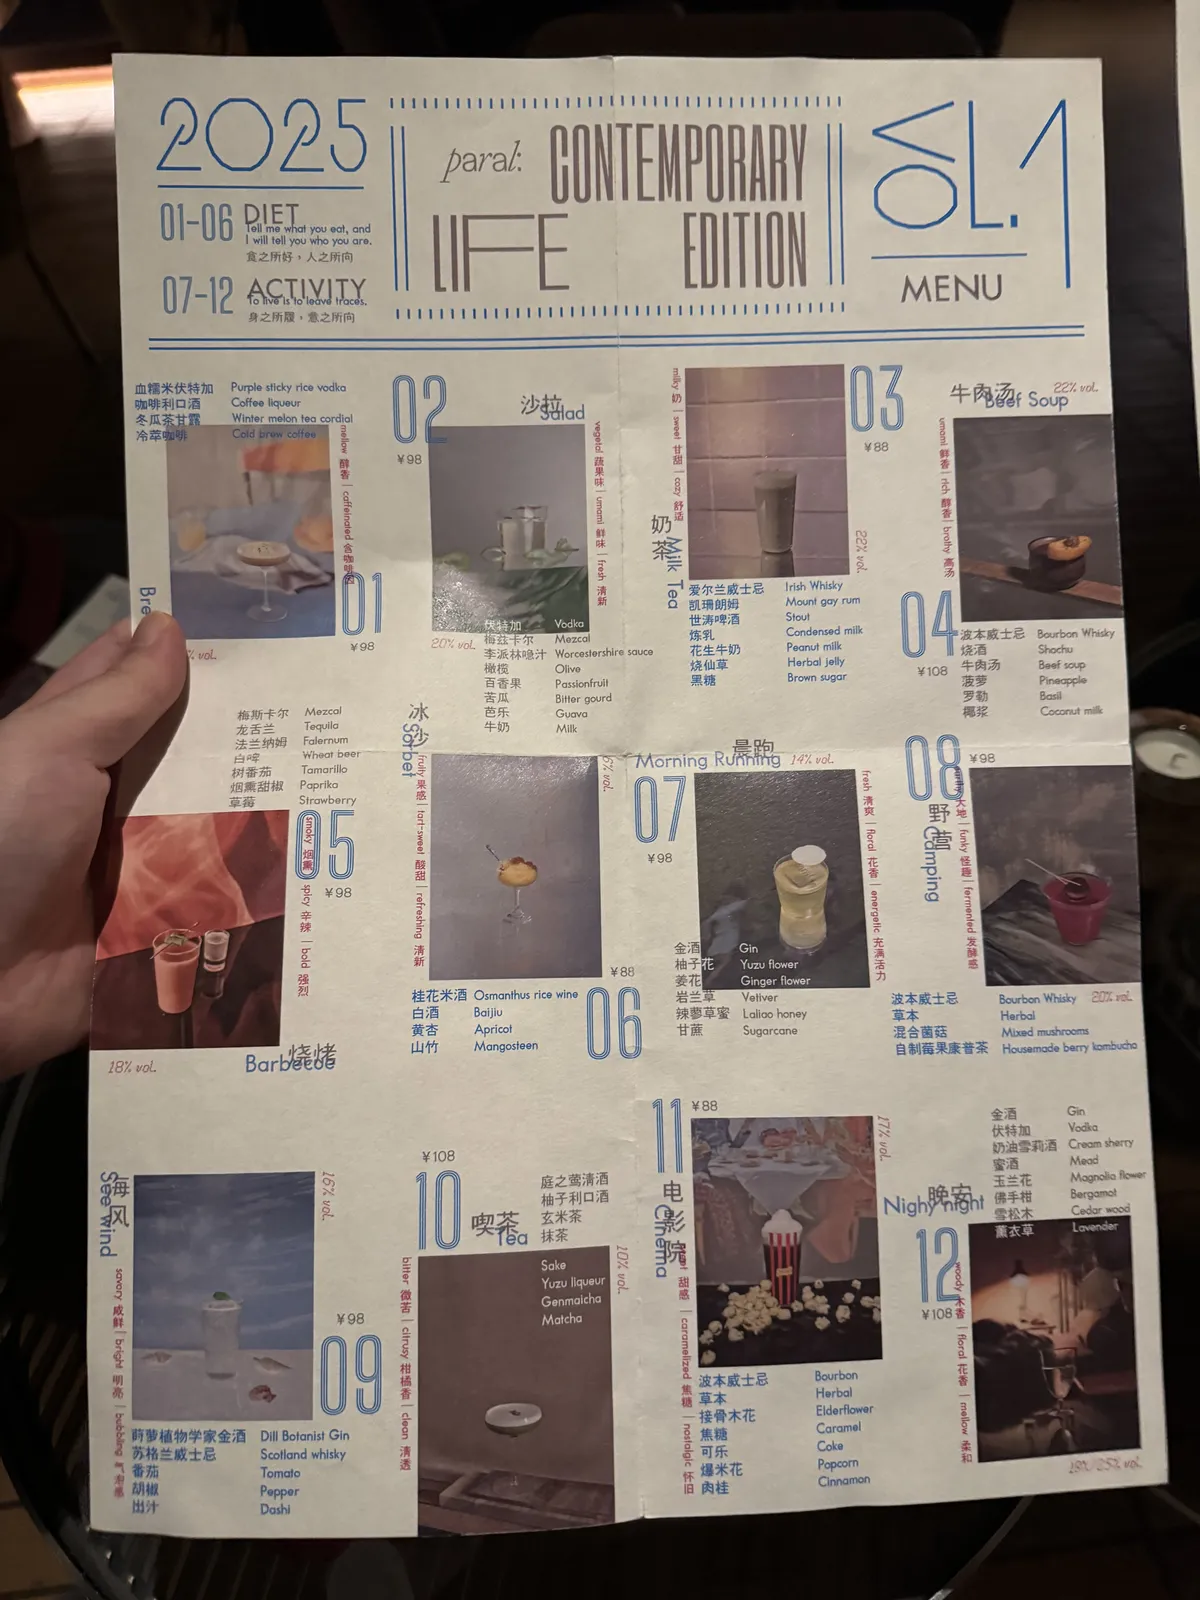 2025
01-06 DIET
Tell me what you eat, and
I will tell you who you are.
食之所好，人之所向
07-12 ACTIVITY
To live is to leave traces.
身之所履，意之所向
paral:
CONTEMPORARY
LIFE EDITION
VOL.1
MENU
血糯米伏特加 Purple sticky rice vodka
咖啡利口酒 Coffee liqueur
冬瓜茶甘露 Winter melon tea cordial
冷萃咖啡 Cold brew coffee
mellow 醇香 | caffeinated 含咖啡因
01
¥98
vol.
02
¥98
沙拉
Salad
vegetal 蔬果味 | umami 鲜味 | fresh 清新
20% vol.
伏特加 Vodka
梅兹卡尔 Mezcal
李派林喼汁 Worcestershire sauce
橄榄 Olive
百香果 Passionfruit
苦瓜 Bitter gourd
芭乐 Guava
牛奶 Milk
03
¥88
milky 奶 | sweet 甘甜 | cozy 舒适
奶茶
Milk Tea
22% vol.
爱尔兰威士忌 Irish Whisky
凯珊朗姆 Mount gay rum
世涛啤酒 Stout
炼乳 Condensed milk
花生牛奶 Peanut milk
烧仙草 Herbal jelly
黑糖 Brown sugar
牛肉汤
Beef Soup
22% vol.
umami 鲜香 | rich 醇香 | brothy 高汤
04
¥108
波本威士忌 Bourbon Whisky
烧酒 Shochu
牛肉汤 Beef soup
菠萝 Pineapple
罗勒 Basil
椰浆 Coconut milk
梅斯卡尔 Mezcal
龙舌兰 Tequila
法兰纳姆 Falernum
白啤 Wheat beer
树番茄 Tamarillo
烟熏甜椒 Paprika
草莓 Strawberry
05
¥98
smoky 烟熏 | spicy 辛辣 | bold 强烈
18% vol.
烧烤
Barbecue
冰沙
Sorbet
fruity 果感 | tart-sweet 酸甜 | refreshing 清新
¥88
06
桂花米酒 Osmanthus rice wine
白酒 Baijiu
黄杏 Apricot
山竹 Mangosteen
晨跑
Morning Running 14% vol.
07
¥98
fresh 清爽 | floral 花香 | energetic 充满活力
金酒 Gin
柚子花 Yuzu flower
姜花 Ginger flower
岩兰草 Vetiver
辣蓼草蜜 Laliao honey
甘蔗 Sugarcane
08
¥98
野营
Camping
大地 | funky 怪趣 | fermented 发酵感
波本威士忌 Bourbon Whisky 20% vol.
草本 Herbal
混合菌菇 Mixed mushrooms
自制莓果康普茶 Housemade berry kombucha
海风
See wind
16% vol.
savory 咸鲜 | bright 明亮 | bubbling 气泡感
¥98
09
莳萝植物学家金酒 Dill Botanist Gin
苏格兰威士忌 Scotland whisky
番茄 Tomato
胡椒 Pepper
出汁 Dashi
¥108
10
喫茶
Tea
庭之莺清酒
柚子利口酒
玄米茶
抹茶
Sake
Yuzu liqueur
Genmaicha
Matcha
10% vol.
bitter 微苦 | citrusy 柑橘香 | clean 清透
11
¥88
电影院
Cinema
17% vol.
甜感 | caramelized 焦糖 | nostalgic 怀旧
波本威士忌 Bourbon
草本 Herbal
接骨木花 Elderflower
焦糖 Caramel
可乐 Coke
爆米花 Popcorn
肉桂 Cinnamon
金酒 Gin
伏特加 Vodka
奶油雪莉酒 Cream sherry
蜜酒 Mead
玉兰花 Magnolia flower
佛手柑 Bergamot
雪松木 Cedar wood
薰衣草 Lavender
晚安
Nighy night
12
¥108
woody 木香 | floral 花香 | mellow 柔和